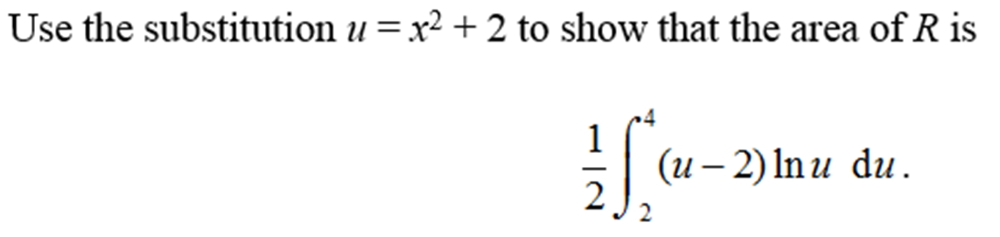 Use the substitution u = x² + 2 to show that the area of R is
½ ∫₂⁴ (u – 2) ln u du.